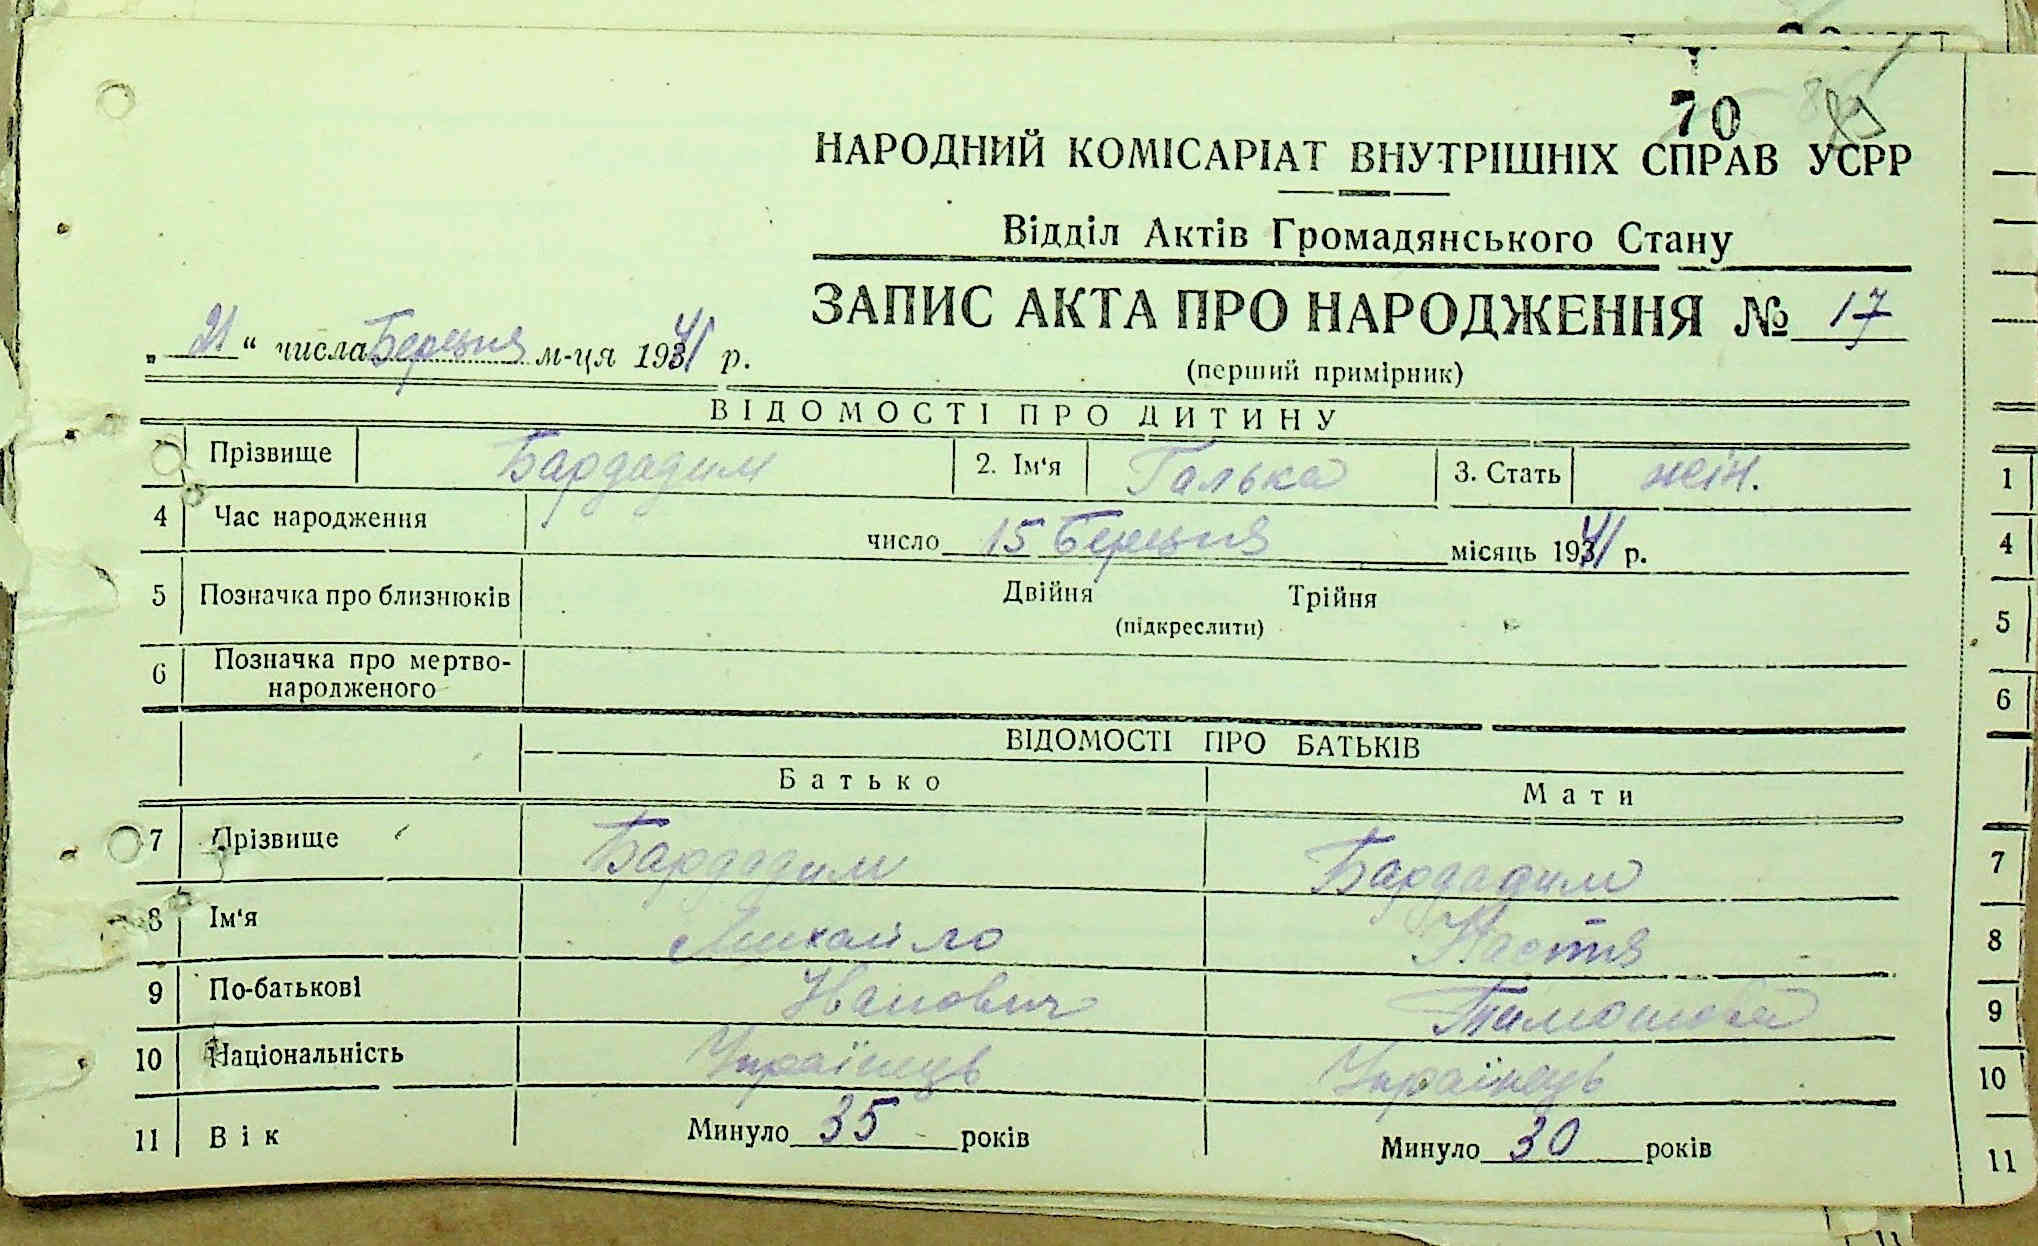 70
НАРОДНИЙ КОМІСАРІАТ ВНУТРІШНІХ СПРАВ УСРР
Відділ Актів Громадянського Стану
ЗАПИС АКТА ПРО НАРОДЖЕННЯ № 17
„21“ числа Березня м-ця 1941 р.
(перший примірник)
ВІДОМОСТІ ПРО ДИТИНУ
Прізвище Бардадим 2. Ім‘я Галька 3. Стать жін. 1
4 Час народження число 15 Березня місяць 1941 р. 4
5 Позначка про близнюків Двійня Трійня 5
(підкреслити)
6 Позначка про мертво-
народженого 6
ВІДОМОСТІ ПРО БАТЬКІВ
Батько Мати
7 Прізвище Бардадим Бардадим 7
8 Ім‘я Михайло Настя 8
9 По-батькові Иванович 9
10 Національність Українець Українець 10
11 Вік Минуло 35 років Минуло 30 років 11